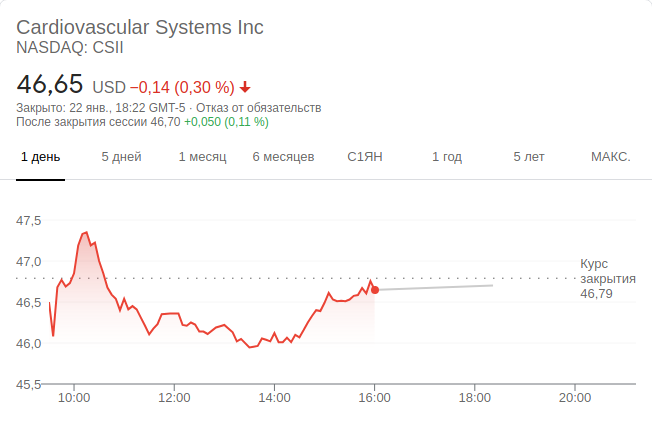 Cardiovascular Systems Inc
NASDAQ: CSII
46,65 USD −0,14 (0,30 %)
Закрыто: 22 янв., 18:22 GMT-5 · Отказ от обязательств
После закрытия сессии 46,70 +0,050 (0,11 %)
1 день 5 дней 1 месяц 6 месяцев С1ЯН 1 год 5 лет МАКС.
47,5
47,0
46,5
46,0
45,5
Курс
закрытия
46,79
10:00 12:00 14:00 16:00 18:00 20:00